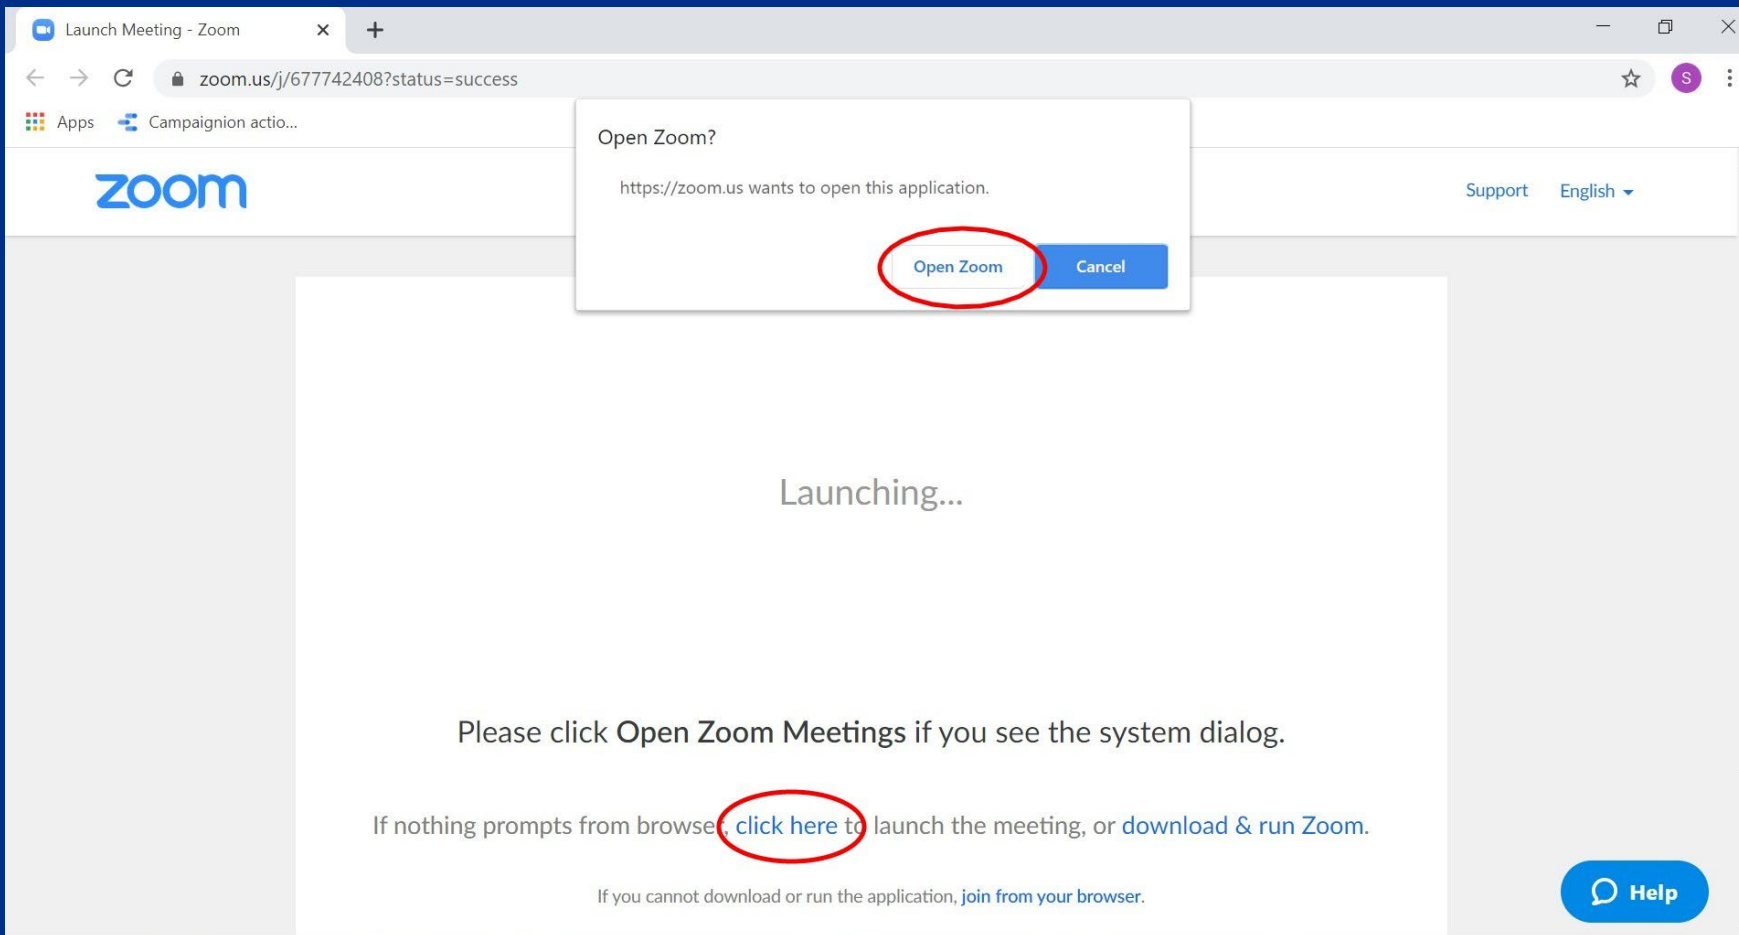 Launch Meeting - Zoom
zoom.us/j/677742408?status=success
S
Apps
Campaignion actio...
Open Zoom?
https://zoom.us wants to open this application.
Open Zoom
Cancel
zoom
Support
English
Launching...
Please click Open Zoom Meetings if you see the system dialog.
If nothing prompts from browser, click here to launch the meeting, or download & run Zoom.
If you cannot download or run the application, join from your browser.
Help